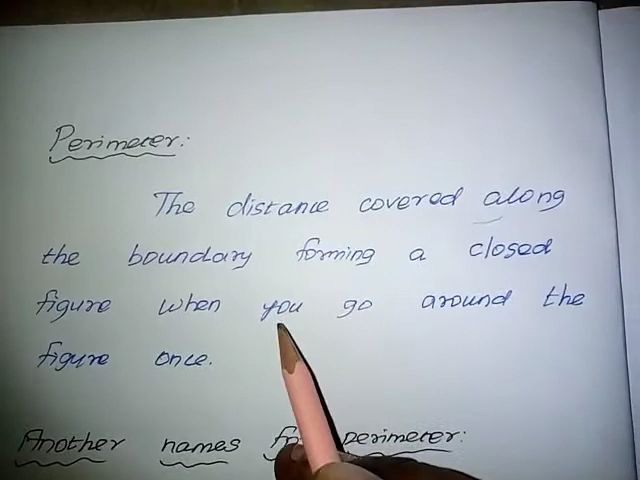 Perimeter:
The distance covered along
the boundary forming a closed
figure when you go around the
figure once.
Another names for perimeter: